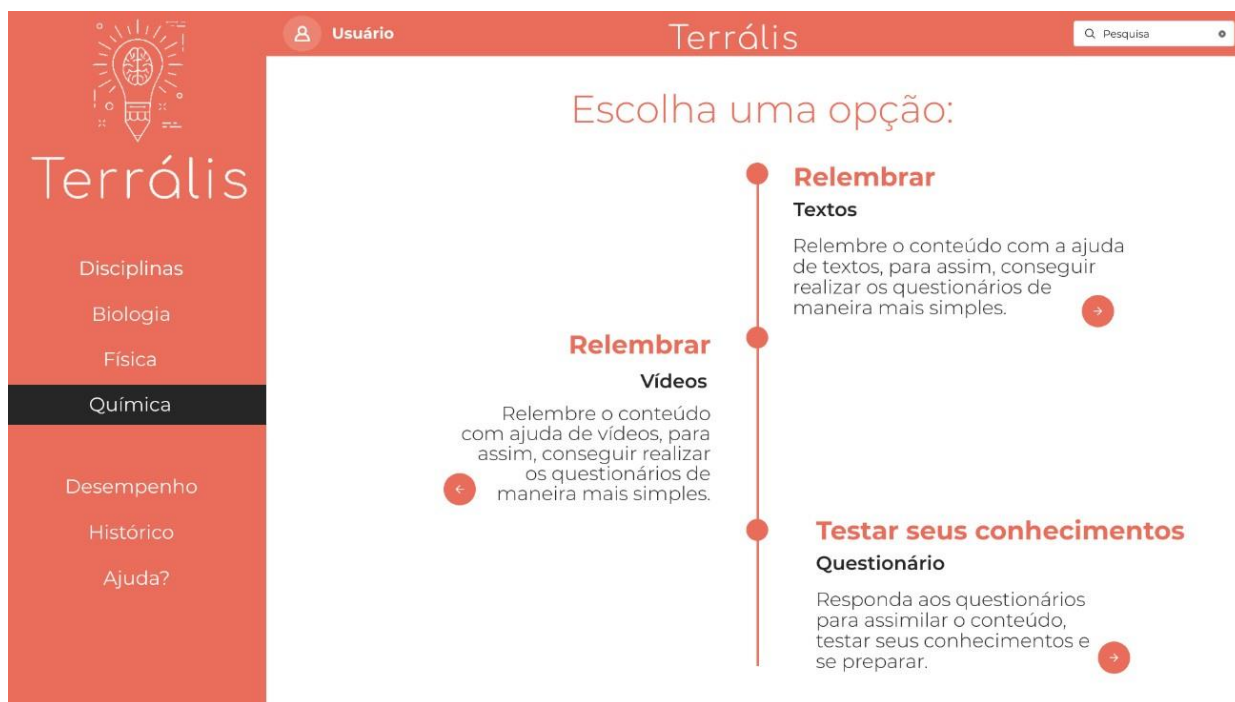 Terrális
Disciplinas
Biologia
Física
Química
Desempenho
Histórico
Ajuda?
Usuário
Terrális
Pesquisa
Escolha uma opção:
Relembrar
Textos
Relembre o conteúdo com a ajuda
de textos, para assim, conseguir
realizar os questionários de
maneira mais simples.
Relembrar
Vídeos
Relembre o conteúdo
com ajuda de vídeos, para
assim, conseguir realizar
os questionários de
maneira mais simples.
Testar seus conhecimentos
Questionário
Responda aos questionários
para assimilar o conteúdo,
testar seus conhecimentos e
se preparar.